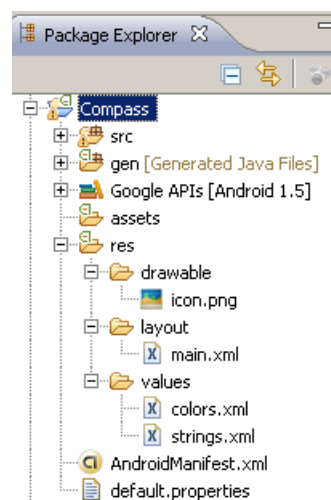 Package Explorer
Compass
src
gen [Generated Java Files]
Google APIs [Android 1.5]
assets
res
drawable
icon.png
layout
main.xml
values
colors.xml
strings.xml
AndroidManifest.xml
default.properties